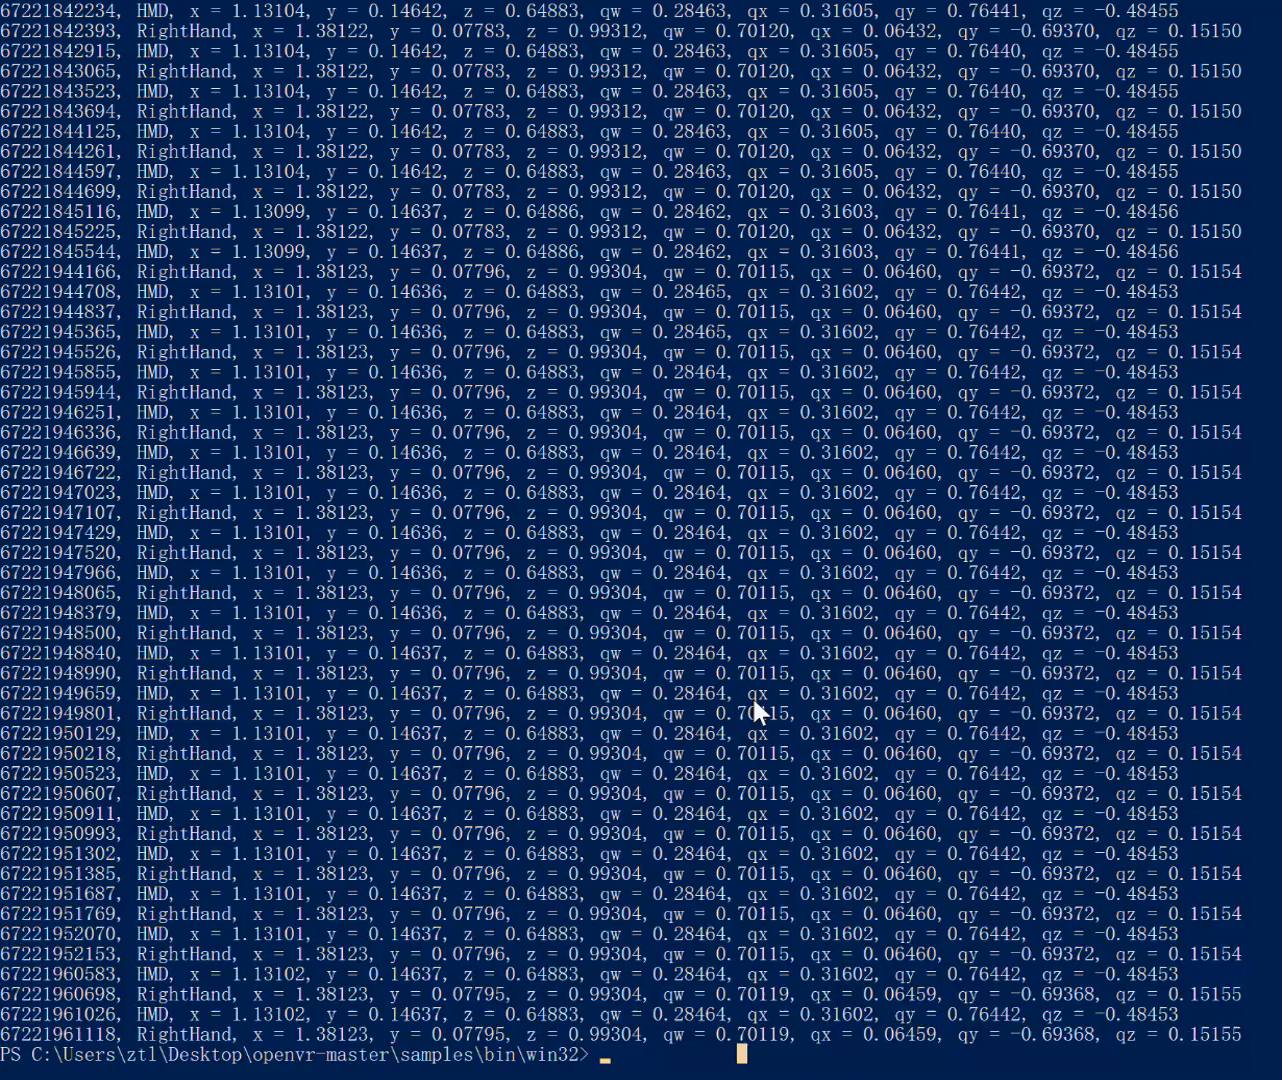 67221842234, HMD, x = 1.13104, y = 0.14642, z = 0.64883, qw = 0.28463, qx = 0.31605, qy = 0.76441, qz = -0.48455
67221842393, RightHand, x = 1.38122, y = 0.07783, z = 0.99312, qw = 0.70120, qx = 0.06432, qy = -0.69370, qz = 0.15150
67221842915, HMD, x = 1.13104, y = 0.14642, z = 0.64883, qw = 0.28463, qx = 0.31605, qy = 0.76440, qz = -0.48455
67221843065, RightHand, x = 1.38122, y = 0.07783, z = 0.99312, qw = 0.70120, qx = 0.06432, qy = -0.69370, qz = 0.15150
67221843523, HMD, x = 1.13104, y = 0.14642, z = 0.64883, qw = 0.28463, qx = 0.31605, qy = 0.76440, qz = -0.48455
67221843694, RightHand, x = 1.38122, y = 0.07783, z = 0.99312, qw = 0.70120, qx = 0.06432, qy = -0.69370, qz = 0.15150
67221844125, HMD, x = 1.13104, y = 0.14642, z = 0.64883, qw = 0.28463, qx = 0.31605, qy = 0.76440, qz = -0.48455
67221844261, RightHand, x = 1.38122, y = 0.07783, z = 0.99312, qw = 0.70120, qx = 0.06432, qy = -0.69370, qz = 0.15150
67221844597, HMD, x = 1.13104, y = 0.14642, z = 0.64883, qw = 0.28463, qx = 0.31605, qy = 0.76440, qz = -0.48455
67221844699, RightHand, x = 1.38122, y = 0.07783, z = 0.99312, qw = 0.70120, qx = 0.06432, qy = -0.69370, qz = 0.15150
67221845116, HMD, x = 1.13099, y = 0.14637, z = 0.64886, qw = 0.28462, qx = 0.31603, qy = 0.76441, qz = -0.48456
67221845225, RightHand, x = 1.38122, y = 0.07783, z = 0.99312, qw = 0.70120, qx = 0.06432, qy = -0.69370, qz = 0.15150
67221845544, HMD, x = 1.13099, y = 0.14637, z = 0.64886, qw = 0.28462, qx = 0.31603, qy = 0.76441, qz = -0.48456
67221944166, RightHand, x = 1.38123, y = 0.07796, z = 0.99304, qw = 0.70115, qx = 0.06460, qy = -0.69372, qz = 0.15154
67221944708, HMD, x = 1.13101, y = 0.14636, z = 0.64883, qw = 0.28465, qx = 0.31602, qy = 0.76442, qz = -0.48453
67221944837, RightHand, x = 1.38123, y = 0.07796, z = 0.99304, qw = 0.70115, qx = 0.06460, qy = -0.69372, qz = 0.15154
67221945365, HMD, x = 1.13101, y = 0.14636, z = 0.64883, qw = 0.28465, qx = 0.31602, qy = 0.76442, qz = -0.48453
67221945526, RightHand, x = 1.38123, y = 0.07796, z = 0.99304, qw = 0.70115, qx = 0.06460, qy = -0.69372, qz = 0.15154
67221945855, HMD, x = 1.13101, y = 0.14636, z = 0.64883, qw = 0.28464, qx = 0.31602, qy = 0.76442, qz = -0.48453
67221945944, RightHand, x = 1.38123, y = 0.07796, z = 0.99304, qw = 0.70115, qx = 0.06460, qy = -0.69372, qz = 0.15154
67221946251, HMD, x = 1.13101, y = 0.14636, z = 0.64883, qw = 0.28464, qx = 0.31602, qy = 0.76442, qz = -0.48453
67221946336, RightHand, x = 1.38123, y = 0.07796, z = 0.99304, qw = 0.70115, qx = 0.06460, qy = -0.69372, qz = 0.15154
67221946639, HMD, x = 1.13101, y = 0.14636, z = 0.64883, qw = 0.28464, qx = 0.31602, qy = 0.76442, qz = -0.48453
67221946722, RightHand, x = 1.38123, y = 0.07796, z = 0.99304, qw = 0.70115, qx = 0.06460, qy = -0.69372, qz = 0.15154
67221947023, HMD, x = 1.13101, y = 0.14636, z = 0.64883, qw = 0.28464, qx = 0.31602, qy = 0.76442, qz = -0.48453
67221947107, RightHand, x = 1.38123, y = 0.07796, z = 0.99304, qw = 0.70115, qx = 0.06460, qy = -0.69372, qz = 0.15154
67221947429, HMD, x = 1.13101, y = 0.14636, z = 0.64883, qw = 0.28464, qx = 0.31602, qy = 0.76442, qz = -0.48453
67221947520, RightHand, x = 1.38123, y = 0.07796, z = 0.99304, qw = 0.70115, qx = 0.06460, qy = -0.69372, qz = 0.15154
67221947966, HMD, x = 1.13101, y = 0.14636, z = 0.64883, qw = 0.28464, qx = 0.31602, qy = 0.76442, qz = -0.48453
67221948065, RightHand, x = 1.38123, y = 0.07796, z = 0.99304, qw = 0.70115, qx = 0.06460, qy = -0.69372, qz = 0.15154
67221948379, HMD, x = 1.13101, y = 0.14636, z = 0.64883, qw = 0.28464, qx = 0.31602, qy = 0.76442, qz = -0.48453
67221948500, RightHand, x = 1.38123, y = 0.07796, z = 0.99304, qw = 0.70115, qx = 0.06460, qy = -0.69372, qz = 0.15154
67221948840, HMD, x = 1.13101, y = 0.14637, z = 0.64883, qw = 0.28464, qx = 0.31602, qy = 0.76442, qz = -0.48453
67221948990, RightHand, x = 1.38123, y = 0.07796, z = 0.99304, qw = 0.70115, qx = 0.06460, qy = -0.69372, qz = 0.15154
67221949659, HMD, x = 1.13101, y = 0.14637, z = 0.64883, qw = 0.28464, qx = 0.31602, qy = 0.76442, qz = -0.48453
67221949801, RightHand, x = 1.38123, y = 0.07796, z = 0.99304, qw = 0.70115, qx = 0.06460, qy = -0.69372, qz = 0.15154
67221950129, HMD, x = 1.13101, y = 0.14637, z = 0.64883, qw = 0.28464, qx = 0.31602, qy = 0.76442, qz = -0.48453
67221950218, RightHand, x = 1.38123, y = 0.07796, z = 0.99304, qw = 0.70115, qx = 0.06460, qy = -0.69372, qz = 0.15154
67221950523, HMD, x = 1.13101, y = 0.14637, z = 0.64883, qw = 0.28464, qx = 0.31602, qy = 0.76442, qz = -0.48453
67221950607, RightHand, x = 1.38123, y = 0.07796, z = 0.99304, qw = 0.70115, qx = 0.06460, qy = -0.69372, qz = 0.15154
67221950911, HMD, x = 1.13101, y = 0.14637, z = 0.64883, qw = 0.28464, qx = 0.31602, qy = 0.76442, qz = -0.48453
67221950993, RightHand, x = 1.38123, y = 0.07796, z = 0.99304, qw = 0.70115, qx = 0.06460, qy = -0.69372, qz = 0.15154
67221951302, HMD, x = 1.13101, y = 0.14637, z = 0.64883, qw = 0.28464, qx = 0.31602, qy = 0.76442, qz = -0.48453
67221951385, RightHand, x = 1.38123, y = 0.07796, z = 0.99304, qw = 0.70115, qx = 0.06460, qy = -0.69372, qz = 0.15154
67221951687, HMD, x = 1.13101, y = 0.14637, z = 0.64883, qw = 0.28464, qx = 0.31602, qy = 0.76442, qz = -0.48453
67221951769, RightHand, x = 1.38123, y = 0.07796, z = 0.99304, qw = 0.70115, qx = 0.06460, qy = -0.69372, qz = 0.15154
67221952070, HMD, x = 1.13101, y = 0.14637, z = 0.64883, qw = 0.28464, qx = 0.31602, qy = 0.76442, qz = -0.48453
67221952153, RightHand, x = 1.38123, y = 0.07796, z = 0.99304, qw = 0.70115, qx = 0.06460, qy = -0.69372, qz = 0.15154
67221960583, HMD, x = 1.13102, y = 0.14637, z = 0.64883, qw = 0.28464, qx = 0.31602, qy = 0.76442, qz = -0.48453
67221960698, RightHand, x = 1.38123, y = 0.07795, z = 0.99304, qw = 0.70119, qx = 0.06459, qy = -0.69368, qz = 0.15155
67221961026, HMD, x = 1.13102, y = 0.14637, z = 0.64883, qw = 0.28464, qx = 0.31602, qy = 0.76442, qz = -0.48453
67221961118, RightHand, x = 1.38123, y = 0.07795, z = 0.99304, qw = 0.70119, qx = 0.06459, qy = -0.69368, qz = 0.15155
PS C:\Users\ztl\Desktop\openvr-master\samples\bin\win32>